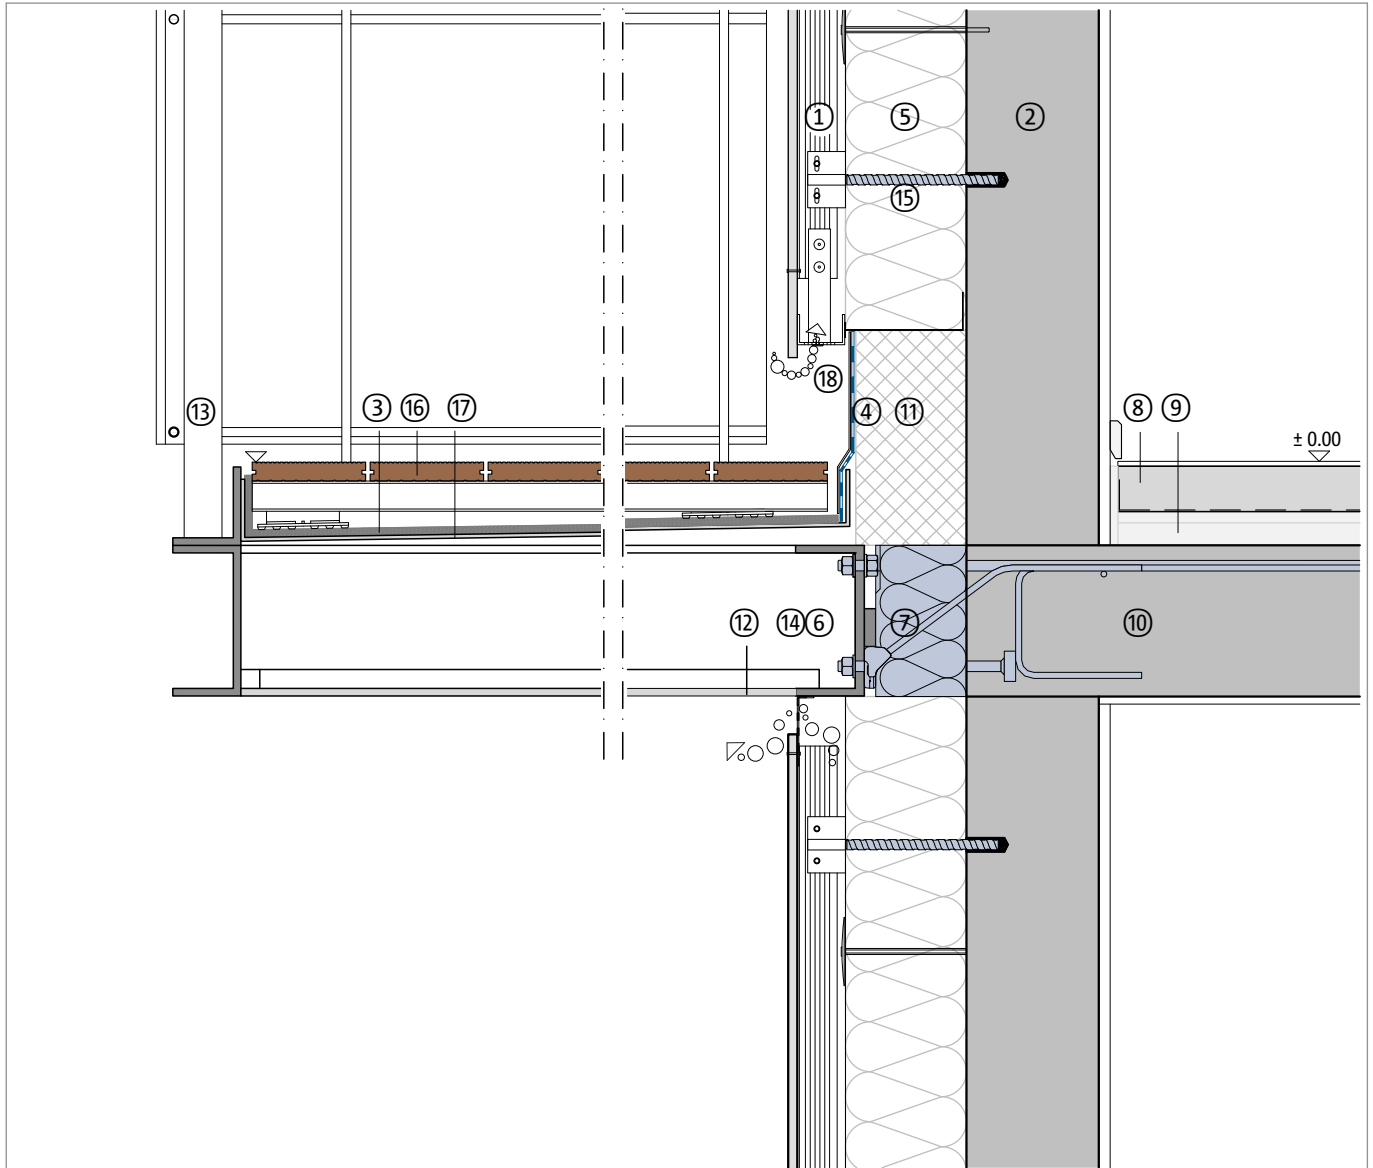 ① ⑤ ②
⑮
⑱
⑬ ③ ⑯ ⑰ ④ ⑪ ⑧ ⑨
± 0.00
⑫ ⑭ ⑥ ⑦ ⑩